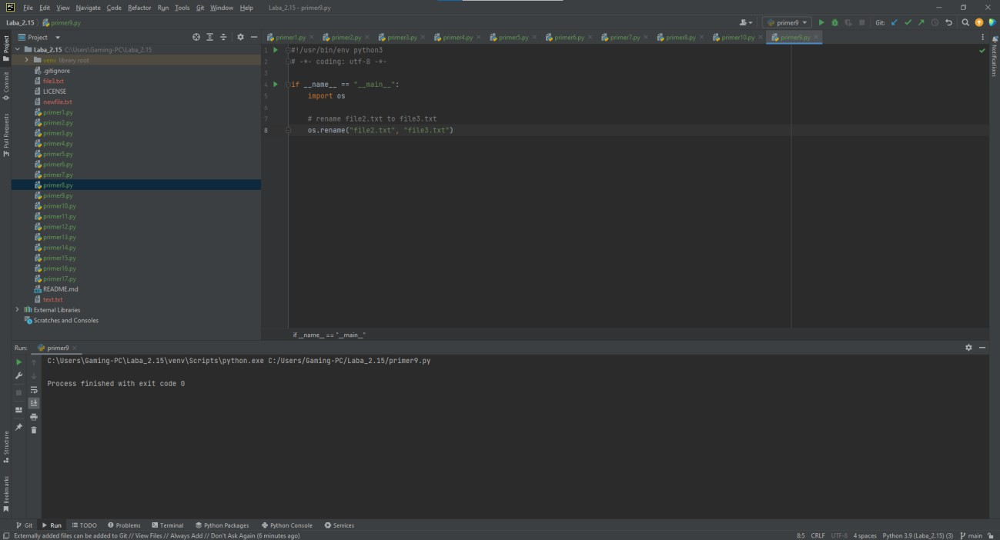 File Edit View Navigate Code Refactor Run Tools Git Window Help Laba_2.15 - primer9.py
Laba_2.15 primer9.py
primer9 Git:
Project
primer1.py primer2.py primer3.py primer4.py primer5.py primer6.py primer7.py primer8.py primer10.py primer9.py
Project
Commit
Pull Requests
Structure
Bookmarks
Notifications
Laba_2.15 C:\Users\Gaming-PC\Laba_2.15
venv library root
.gitignore
file3.txt
LICENSE
newfile.txt
primer1.py
primer2.py
primer3.py
primer4.py
primer5.py
primer6.py
primer7.py
primer8.py
primer9.py
primer10.py
primer11.py
primer12.py
primer13.py
primer14.py
primer15.py
primer16.py
primer17.py
README.md
text.txt
External Libraries
Scratches and Consoles
1 #!/usr/bin/env python3
2 # -*- coding: utf-8 -*-
3
4 if __name__ == "__main__":
5 import os
6
7 # rename file2.txt to file3.txt
8 os.rename("file2.txt", "file3.txt")
if __name__ == "__main__"
Run: primer9
C:\Users\Gaming-PC\Laba_2.15\venv\Scripts\python.exe C:/Users/Gaming-PC/Laba_2.15/primer9.py
Process finished with exit code 0
Git Run TODO Problems Terminal Python Packages Python Console Services
Externally added files can be added to Git // View Files // Always Add // Don't Ask Again (6 minutes ago) 8:5 CRLF UTF-8 4 spaces Python 3.9 (Laba_2.15) (3) main